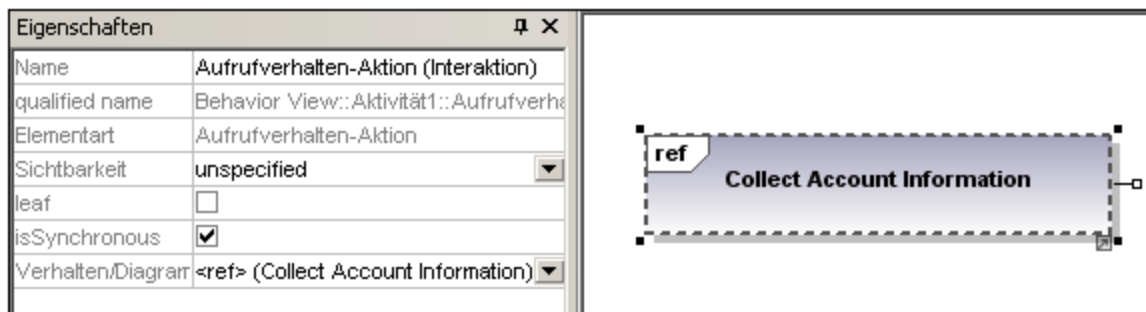 Eigenschaften
Name Aufrufverhalten-Aktion (Interaktion)
qualified name Behavior View::Aktivität1::Aufrufverha
Elementart Aufrufverhalten-Aktion
Sichtbarkeit unspecified
leaf
isSynchronous
Verhalten/Diagram <ref> (Collect Account Information)
ref
Collect Account Information